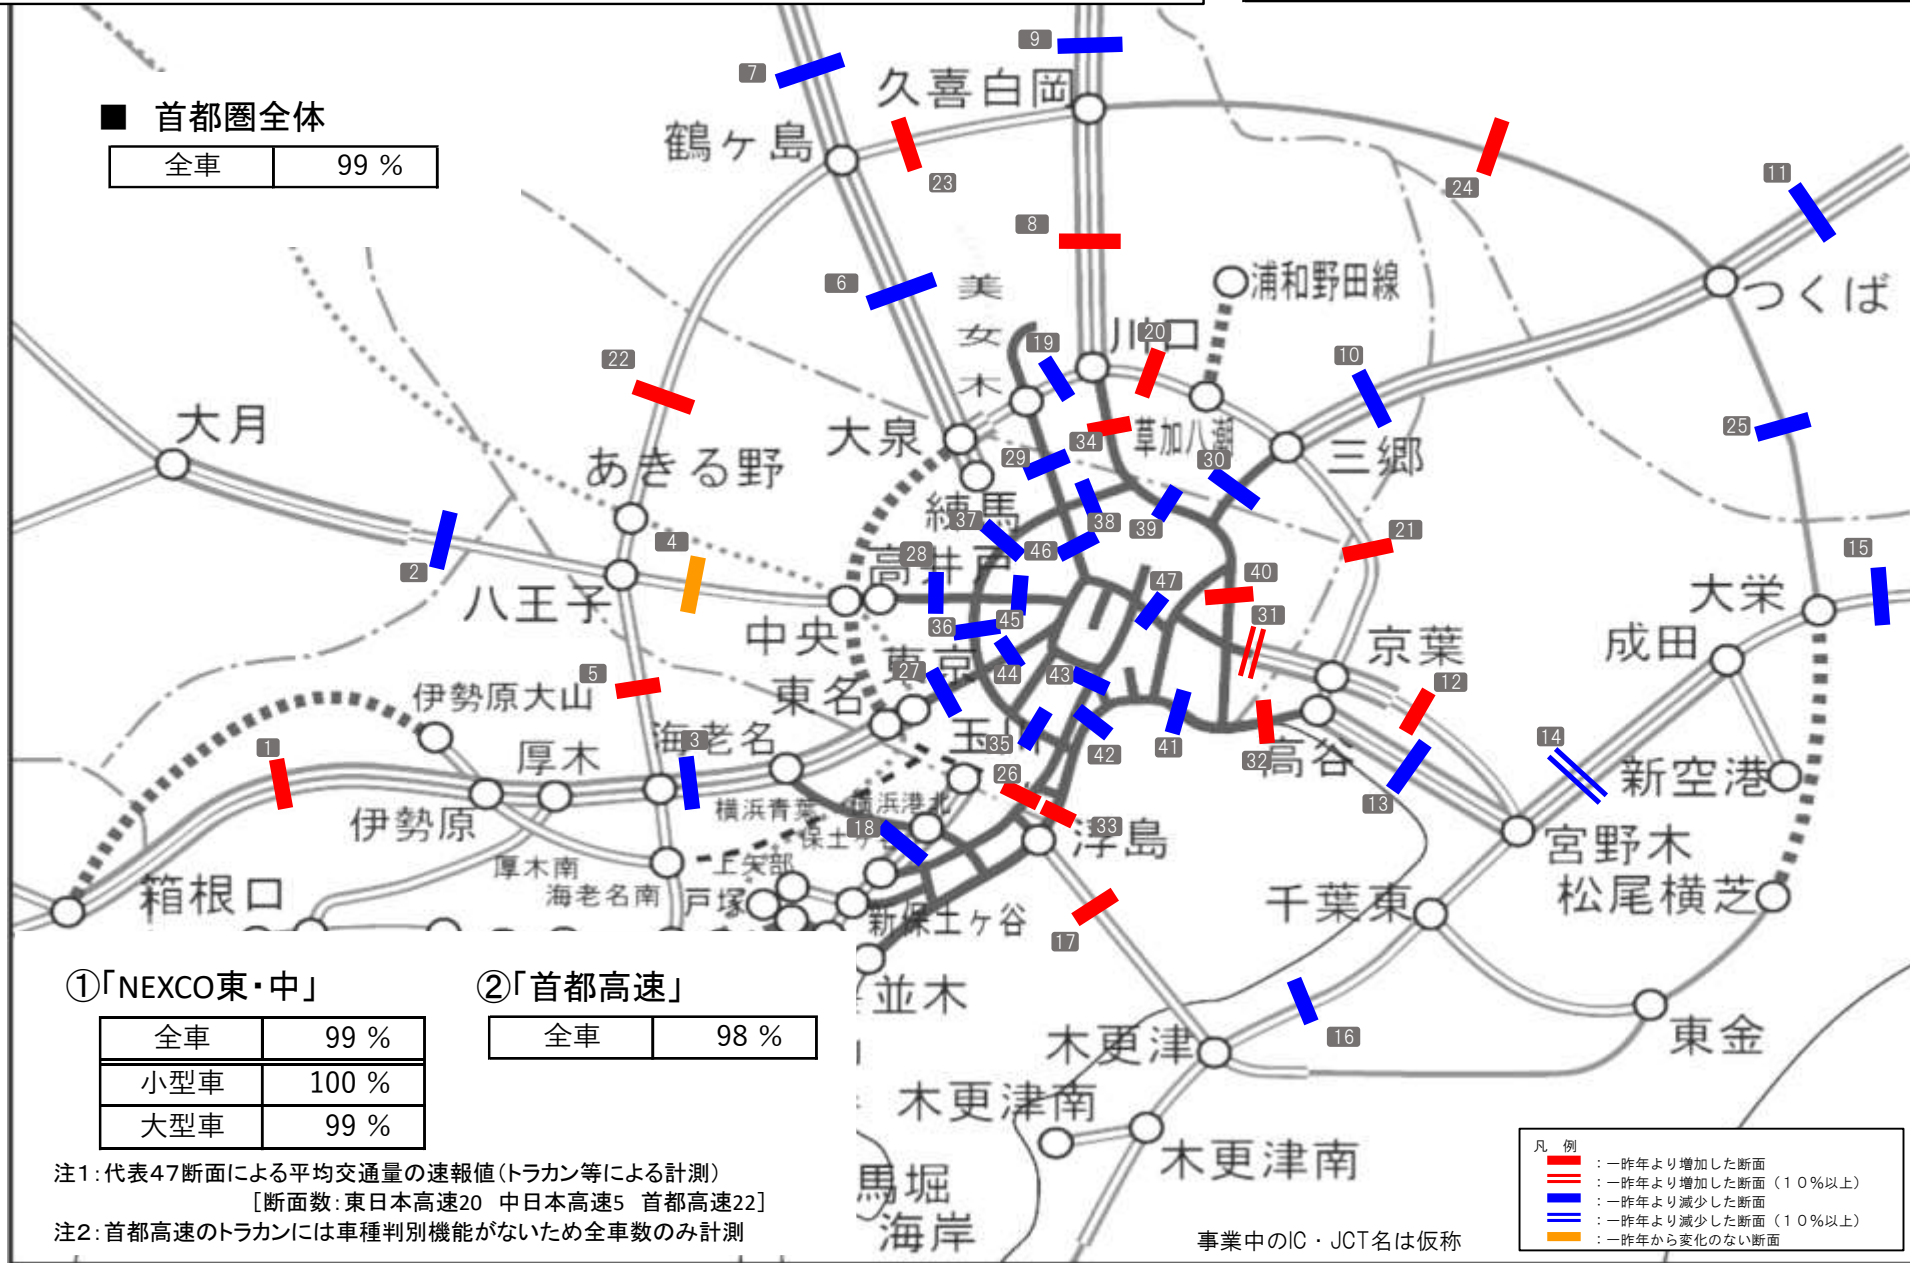 ■ 首都圏全体
全車 99 %
7
9
久喜白岡
鶴ヶ島
23
24
11
8
6
美女木
浦和野田線
つくば
19
川口
20
10
22
大月
あきる野
大泉
34
草加八潮
29
30
三郷
25
練馬
37
38
39
21
2
4
28
高井戸
46
15
八王子
中央
36
45
47
40
31
大栄
成田
京葉
5
伊勢原大山
27
東京
44
43
12
東名
1
厚木
海老名
3
玉川
35
42
41
32
高谷
14
新空港
13
26
伊勢原
横浜青葉
横浜港北
18
保土ヶ谷
33
浮島
宮野木
厚木南
上矢部
海老名南
戸塚
箱根口
新保土ヶ谷
17
千葉東
松尾横芝
並木
16
木更津
東金
木更津南
木更津南
馬堀
海岸
①「NEXCO東・中」
全車 99 %
小型車 100 %
大型車 99 %
②「首都高速」
全車 98 %
注1:代表47断面による平均交通量の速報値(トラカン等による計測)
[断面数:東日本高速20 中日本高速5 首都高速22]
注2:首都高速のトラカンには車種判別機能がないため全車数のみ計測
事業中のIC・JCT名は仮称
凡 例
:一昨年より増加した断面
:一昨年より増加した断面(10%以上)
:一昨年より減少した断面
:一昨年より減少した断面(10%以上)
:一昨年から変化のない断面